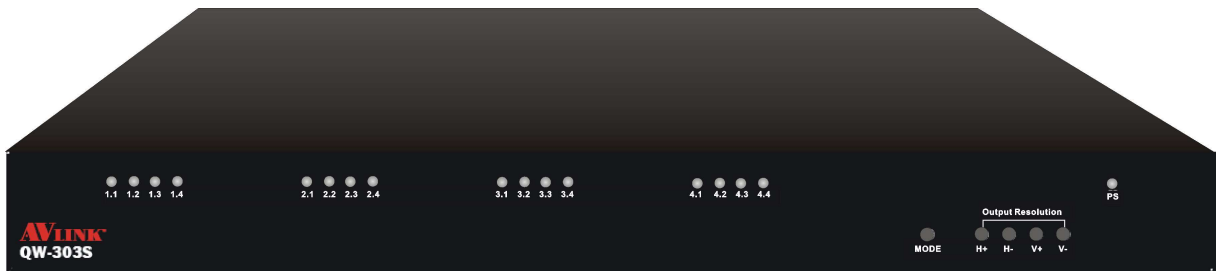 1.1 1.2 1.3 1.4 2.1 2.2 2.3 2.4 3.1 3.2 3.3 3.4 4.1 4.2 4.3 4.4 PS
Output Resolution
AVLINK
QW-303S
MODE H+ H- V+ V-